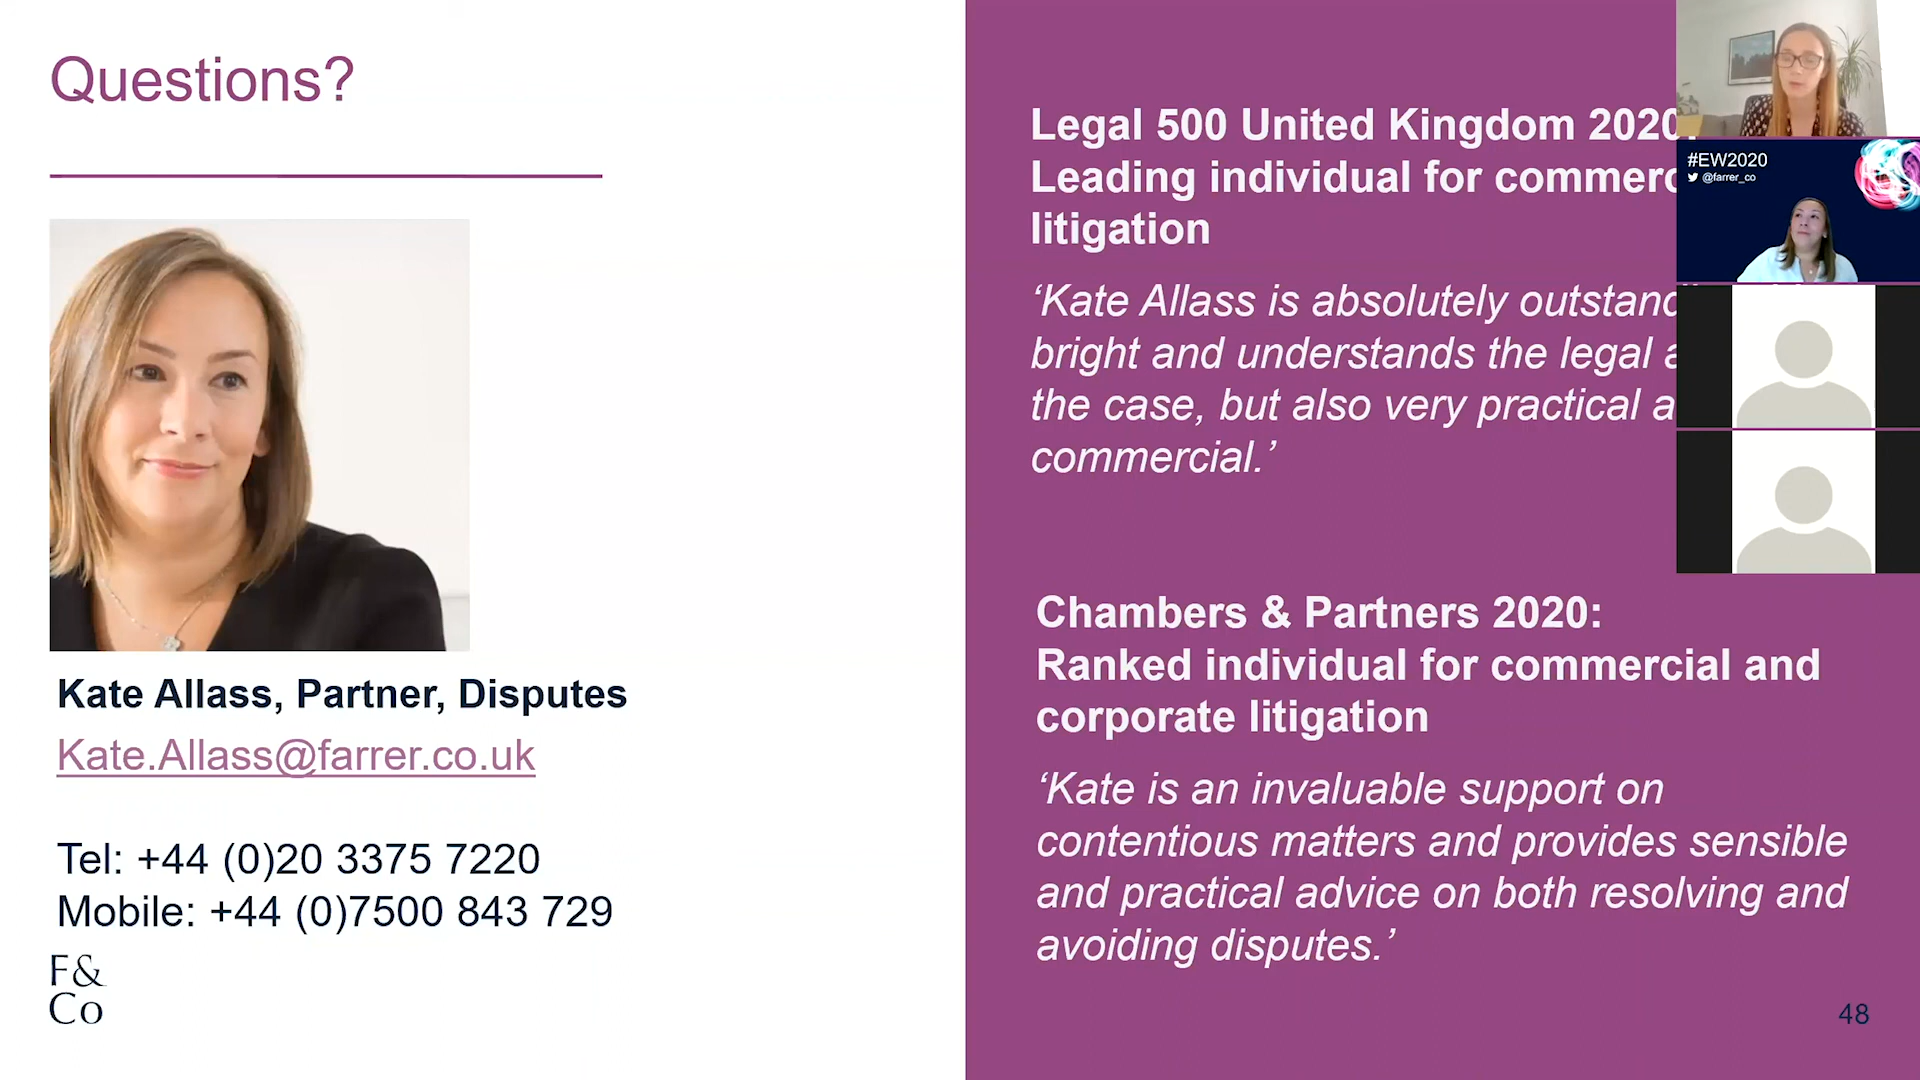 Questions?
Kate Allass, Partner, Disputes
Kate.Allass@farrer.co.uk
Tel: +44 (0)20 3375 7220
Mobile: +44 (0)7500 843 729
F&
Co
Legal 500 United Kingdom 2020:
Leading individual for
litigation
‘Kate Allass is absolutely
bright and understands the legal
the case, but also very practical
commercial.’
Chambers & Partners 2020:
Ranked individual for commercial and
corporate litigation
‘Kate is an invaluable support on
contentious matters and provides sensible
and practical advice on both resolving and
avoiding disputes.’
48
#EW2020
@farrer_co